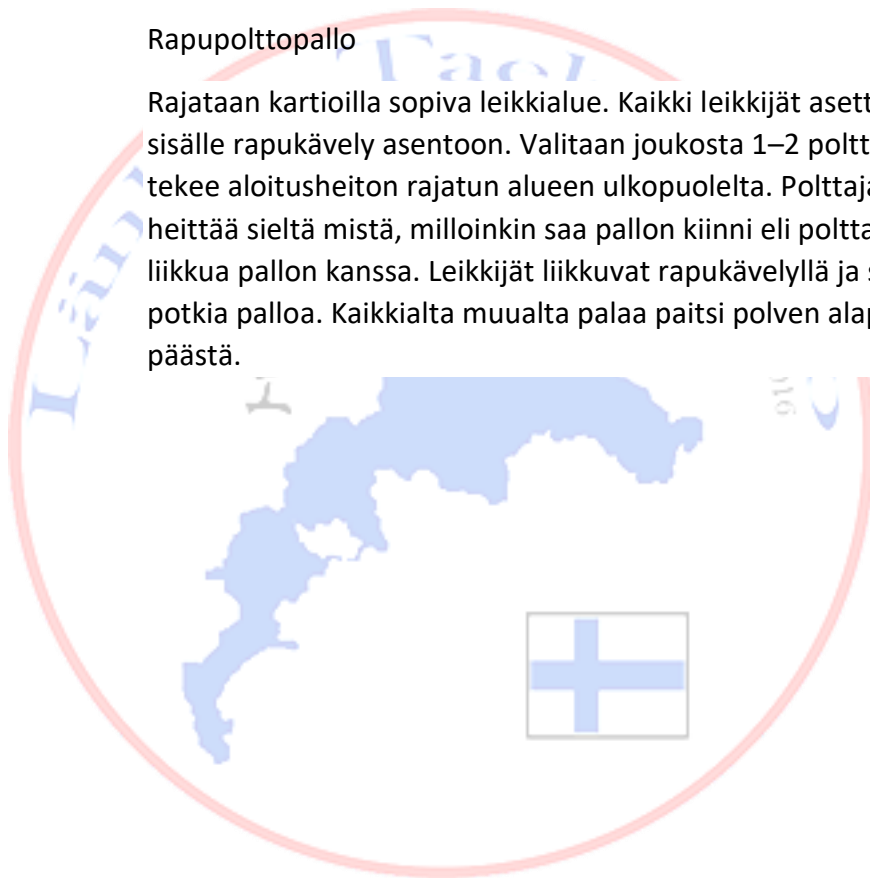 Rapupolttopallo
Rajataan kartioilla sopiva leikkialue. Kaikki leikkijät asett
sisälle rapukävely asentoon. Valitaan joukosta 1–2 poltt
tekee aloitusheiton rajatun alueen ulkopuolelta. Polttaja
heittää sieltä mistä, milloinkin saa pallon kiinni eli poltta
liikkua pallon kanssa. Leikkijät liikkuvat rapukävelyllä ja s
potkia palloa. Kaikkialta muualta palaa paitsi polven alap
päästä.